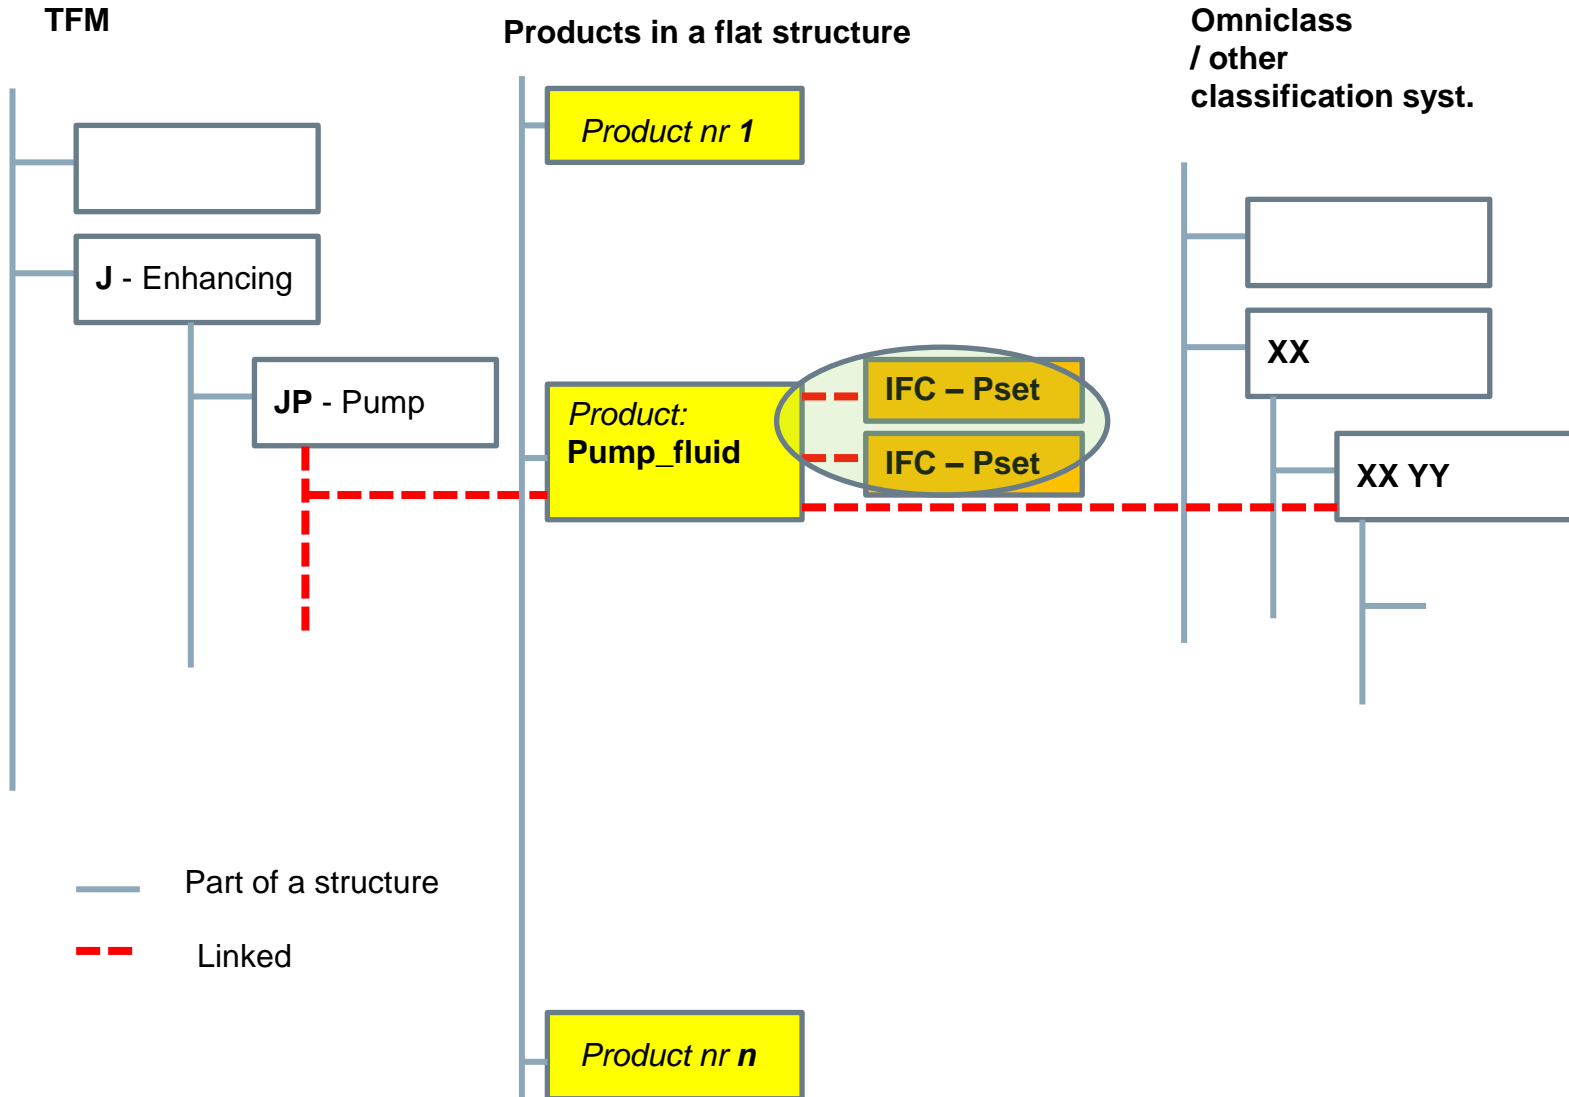 TFM
Products in a flat structure
Omniclass
/ other
classification syst.
Product nr 1
J - Enhancing
JP - Pump
Product:
Pump_fluid
IFC – Pset
IFC – Pset
XX
XX YY
Part of a structure
Linked
Product nr n